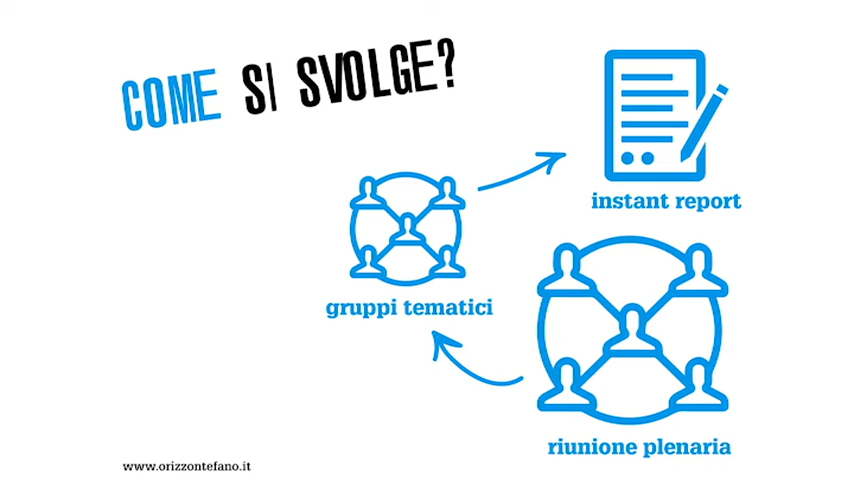 COME SI SVOLGE?
instant report
gruppi tematici
riunione plenaria
www.orizzontefano.it